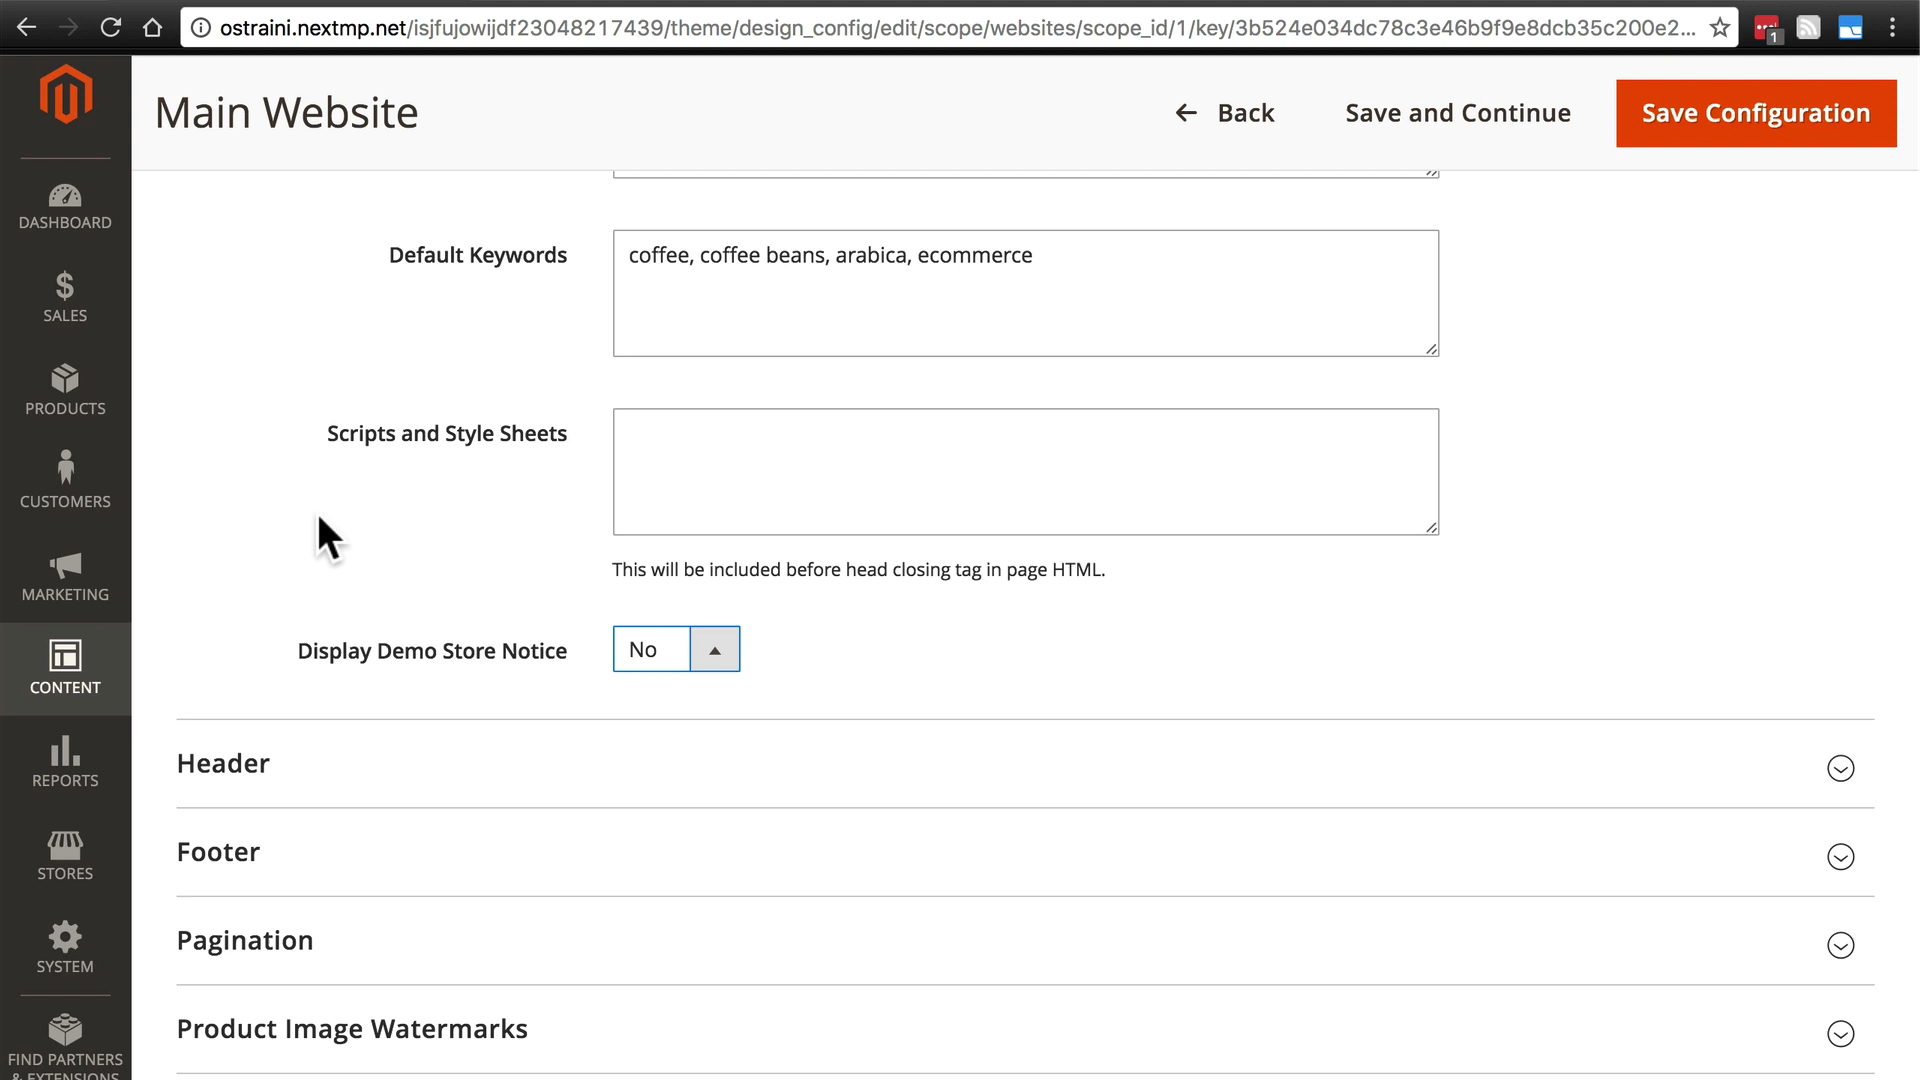 ostraini.nextmp.net/isjfujowijdf23048217439/theme/design_config/edit/scope/websites/scope_id/1/key/3b524e034dc78c3e46b9f9e8dcb35c200e2...
1
Main Website
Back
Save and Continue
Save Configuration
DASHBOARD
SALES
PRODUCTS
CUSTOMERS
MARKETING
CONTENT
REPORTS
STORES
SYSTEM
FIND PARTNERS
& EXTENSIONS
Default Keywords
coffee, coffee beans, arabica, ecommerce
Scripts and Style Sheets
This will be included before head closing tag in page HTML.
Display Demo Store Notice
No
Header
Footer
Pagination
Product Image Watermarks